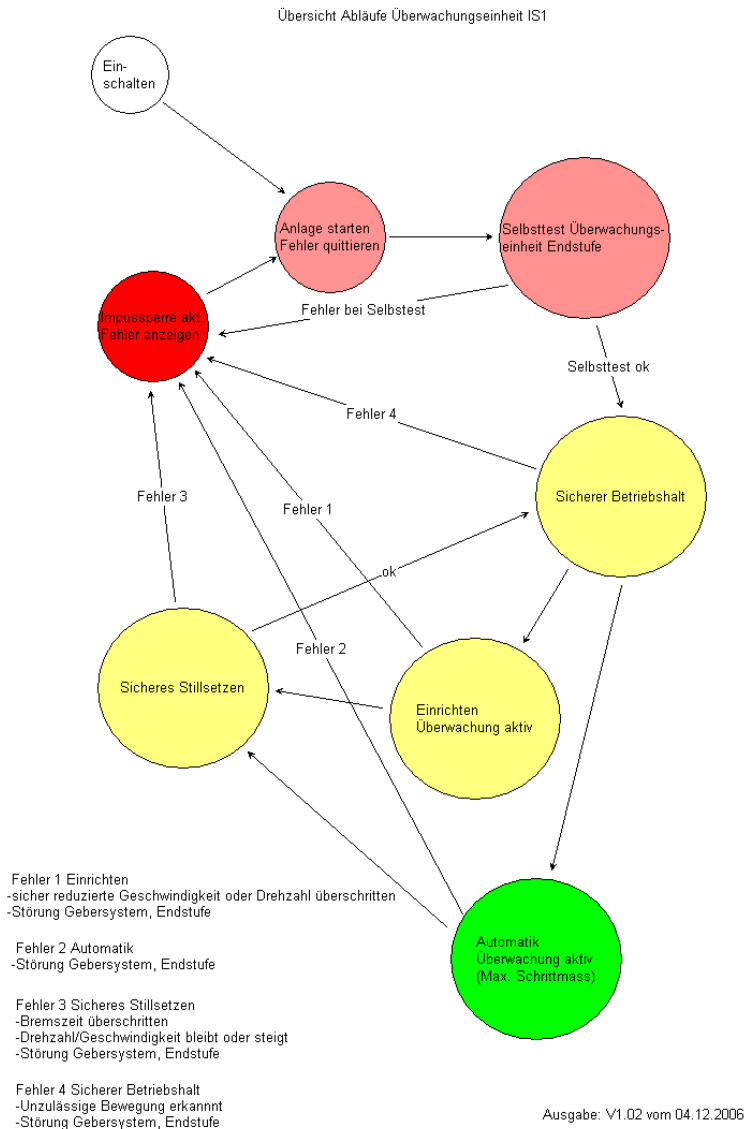 Übersicht Abläufe Überwachungseinheit IS1
Ein-
schalten
Anlage starten
Fehler quittieren
Selbsttest Überwachungs-
einheit Endstufe
Impussperre akt.
Fehler anzeigen
Fehler bei Selbstest
Selbsttest ok
Fehler 4
Sicherer Betriebshalt
Fehler 3
Fehler 1
ok
Fehler 2
Sicheres Stillsetzen
Einrichten
Überwachung aktiv
Automatik
Überwachung aktiv
(Max. Schrittmass)
Fehler 1 Einrichten
-sicher reduzierte Geschwindigkeit oder Drehzahl überschritten
-Störung Gebersystem, Endstufe
Fehler 2 Automatik
-Störung Gebersystem, Endstufe
Fehler 3 Sicheres Stillsetzen
-Bremszeit überschritten
-Drehzahl/Geschwindigkeit bleibt oder steigt
-Störung Gebersystem, Endstufe
Fehler 4 Sicherer Betriebshalt
-Unzulässige Bewegung erkannnt
-Störung Gebersystem, Endstufe
Ausgabe: V1.02 vom 04.12.2006